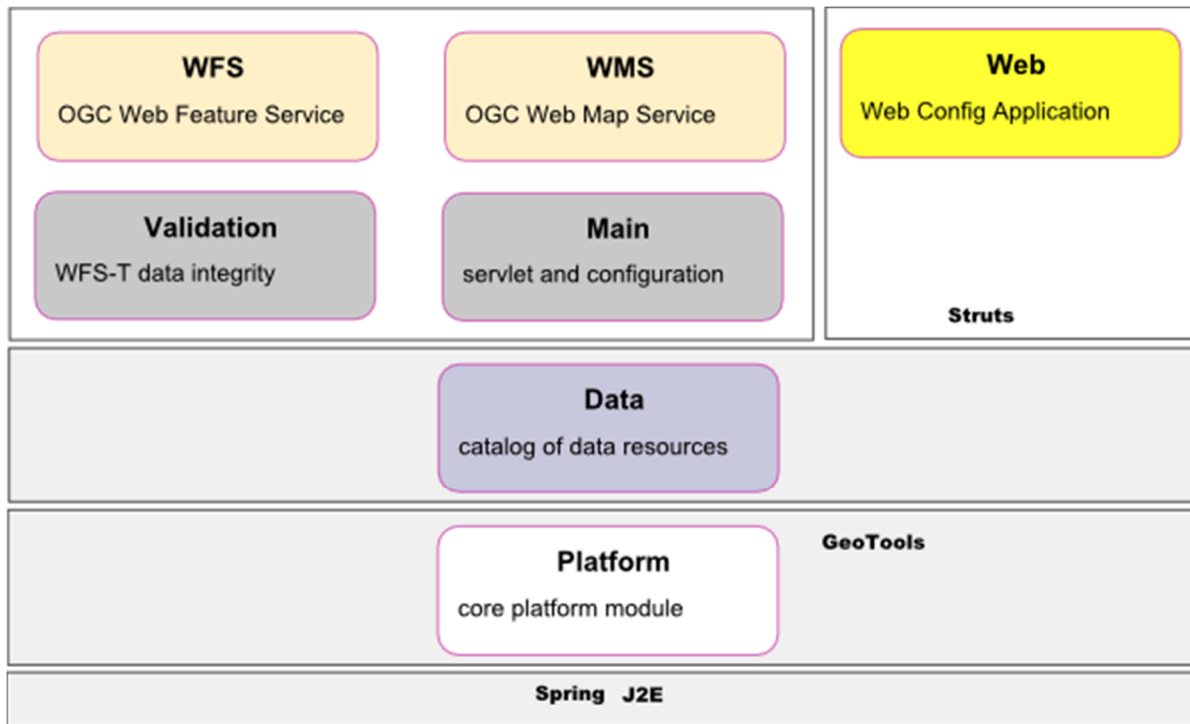 WFS
OGC Web Feature Service
WMS
OGC Web Map Service
Web
Web Config Application
Validation
WFS-T data integrity
Main
servlet and configuration
Struts
Data
catalog of data resources
GeoTools
Platform
core platform module
Spring J2E